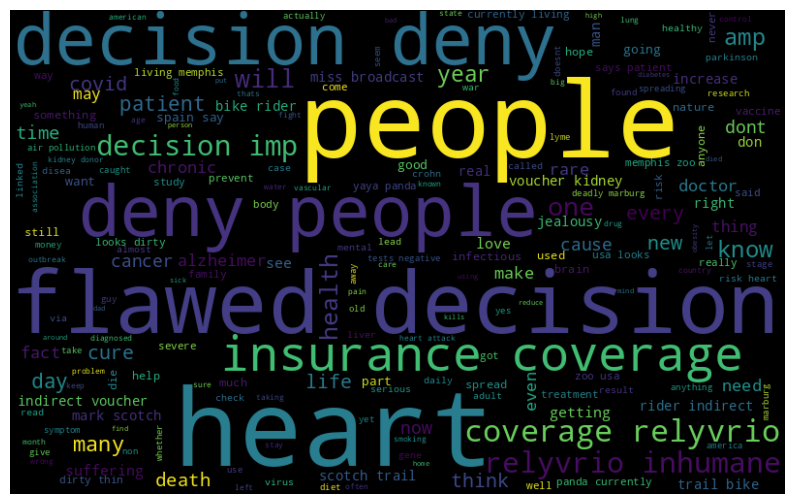 american actually currently living state high lung healthy never control
decision deny bad man amp
way living memphis seem hope going says patient parkinson
covid will year miss broadcast doesnt increase
may put come war found spreading research
yeah food thats big diabetes nature vaccine
something patient bike rider people
human age spain say fight dont
time person lyme anyone don
air pollution decision imp
kidney donor caught case good memphis zoo died
linked disea chronic real called rare deadly marburg risk doctor
association want study prevent crohn voucher kidney said
water vascular known yaya panda right
deny people one every
still body jealousy drug thing
money looks dirty lead love cause new know
almost mental usa looks obesity let
cancer alzheimer see tests negative infectious used really
outbreak family health care make brain stage
sick away using country risk heart
flawed decision
guy pain old reduce mind
via liver yes kills
around diagnosed heart attack
fact take cure severe insurance coverage got
problem zoo usa
day keep die help sure much life part daily spread even anything need marburg
indirect voucher check taking serious adult treatment result
read mark scotch yet getting rider indirect
symptom find whether heart now smoking america
month many non gene coverage relyvrio
give suffering stay home
wrong relyvrio inhumane
dirty thin death use scotch trail think
virus left diet often well panda currently trail bike